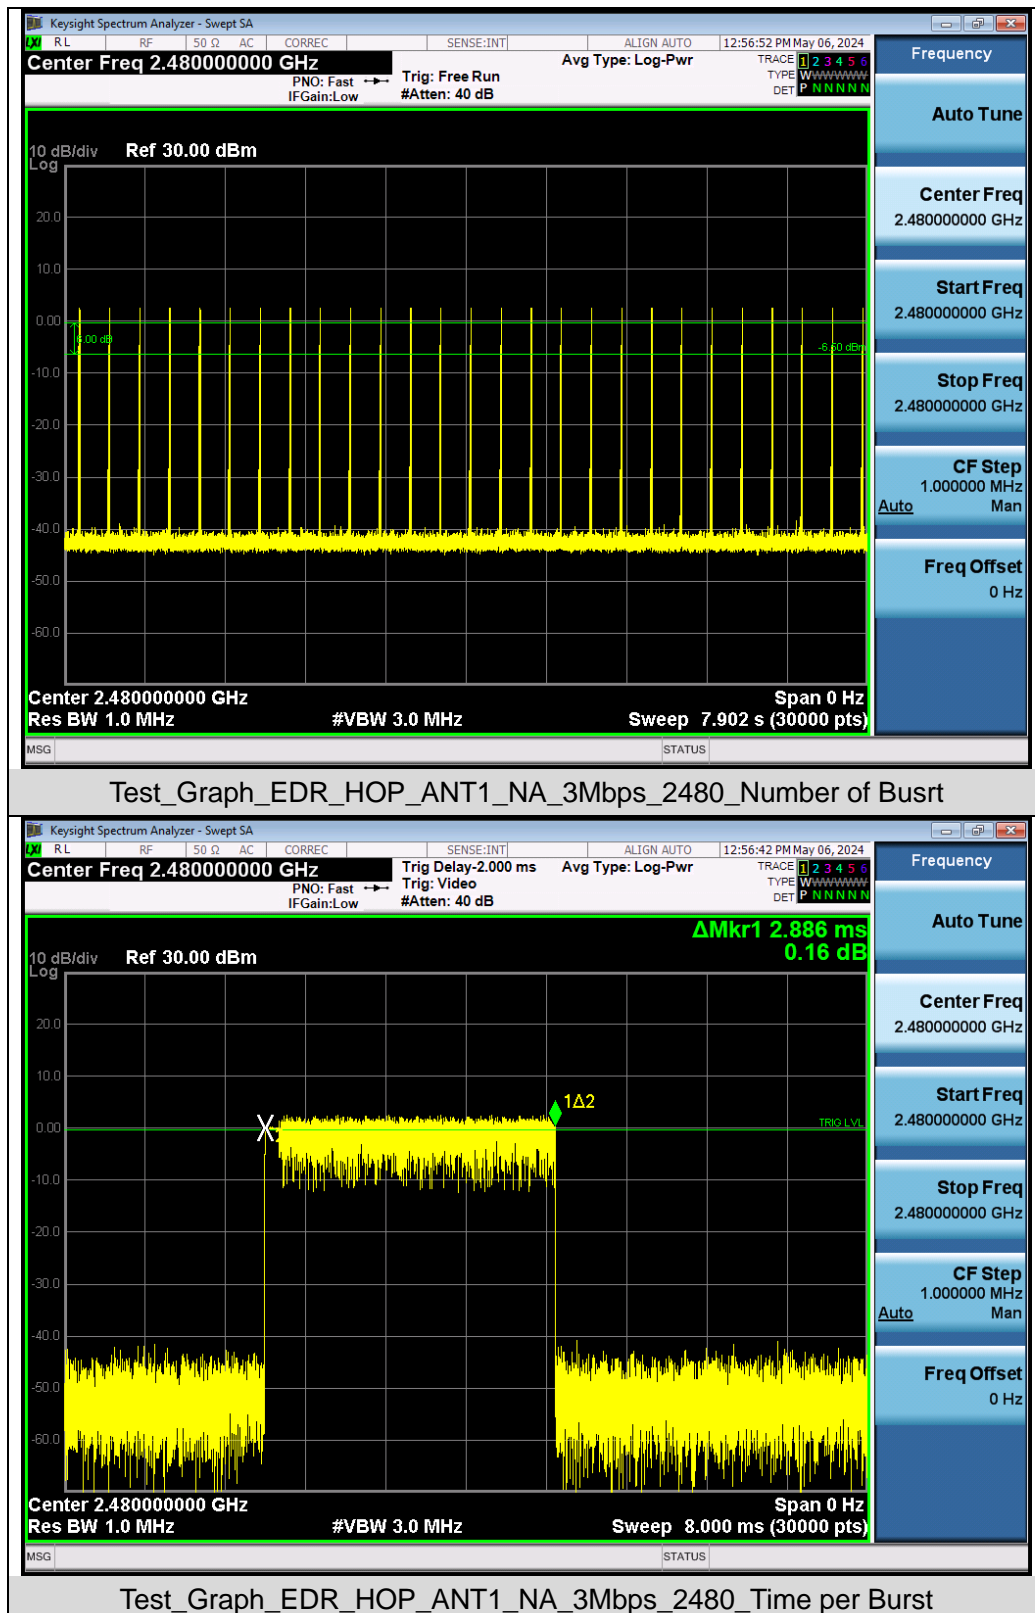 Keysight Spectrum Analyzer - Swept SA
LXI RL RF 50 Ω AC CORREC SENSE:INT ALIGN AUTO 12:56:52 PM May 06, 2024
Center Freq 2.480000000 GHz
PNO: Fast
IFGain:Low
Trig: Free Run
#Atten: 40 dB
Avg Type: Log-Pwr
TRACE 1 2 3 4 5 6
TYPE WWWWWW
DET P N N N N N
10 dB/div Ref 30.00 dBm
Log
20.0
10.0
0.00
-10.0
-20.0
-30.0
-40.0
-50.0
-60.0
6.00 dB
-6.50 dBm
Center 2.480000000 GHz Span 0 Hz
Res BW 1.0 MHz #VBW 3.0 MHz Sweep 7.902 s (30000 pts)
MSG STATUS
Frequency
Auto Tune
Center Freq
2.480000000 GHz
Start Freq
2.480000000 GHz
Stop Freq
2.480000000 GHz
CF Step
1.000000 MHz
Auto Man
Freq Offset
0 Hz
Test_Graph_EDR_HOP_ANT1_NA_3Mbps_2480_Number of Busrt
Keysight Spectrum Analyzer - Swept SA
LXI RL RF 50 Ω AC CORREC SENSE:INT ALIGN AUTO 12:56:42 PM May 06, 2024
Center Freq 2.480000000 GHz
PNO: Fast
IFGain:Low
Trig Delay-2.000 ms
Trig: Video
#Atten: 40 dB
Avg Type: Log-Pwr
TRACE 1 2 3 4 5 6
TYPE WWWWWW
DET P N N N N N
ΔMkr1 2.886 ms
0.16 dB
10 dB/div Ref 30.00 dBm
Log
20.0
10.0
0.00
-10.0
-20.0
-30.0
-40.0
-50.0
-60.0
1Δ2
TRIG LVL
Center 2.480000000 GHz Span 0 Hz
Res BW 1.0 MHz #VBW 3.0 MHz Sweep 8.000 ms (30000 pts)
MSG STATUS
Frequency
Auto Tune
Center Freq
2.480000000 GHz
Start Freq
2.480000000 GHz
Stop Freq
2.480000000 GHz
CF Step
1.000000 MHz
Auto Man
Freq Offset
0 Hz
Test_Graph_EDR_HOP_ANT1_NA_3Mbps_2480_Time per Burst